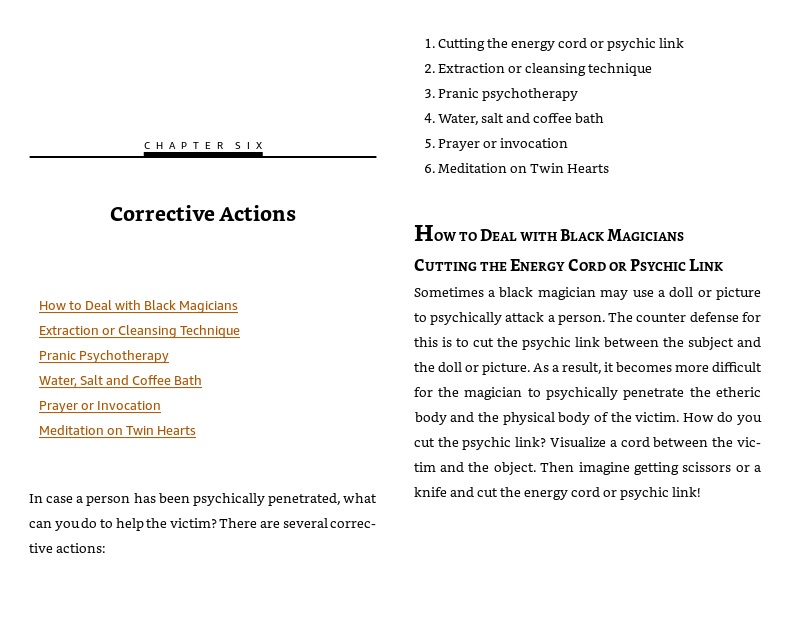 CHAPTER SIX
Corrective Actions
How to Deal with Black Magicians
Extraction or Cleansing Technique
Pranic Psychotherapy
Water, Salt and Coffee Bath
Prayer or Invocation
Meditation on Twin Hearts
In case a person has been psychically penetrated, what
can you do to help the victim? There are several correc-
tive actions:
1. Cutting the energy cord or psychic link
2. Extraction or cleansing technique
3. Pranic psychotherapy
4. Water, salt and coffee bath
5. Prayer or invocation
6. Meditation on Twin Hearts
How to Deal with Black Magicians
Cutting the Energy Cord or Psychic Link
Sometimes a black magician may use a doll or picture
to psychically attack a person. The counter defense for
this is to cut the psychic link between the subject and
the doll or picture. As a result, it becomes more difficult
for the magician to psychically penetrate the etheric
body and the physical body of the victim. How do you
cut the psychic link? Visualize a cord between the vic-
tim and the object. Then imagine getting scissors or a
knife and cut the energy cord or psychic link!